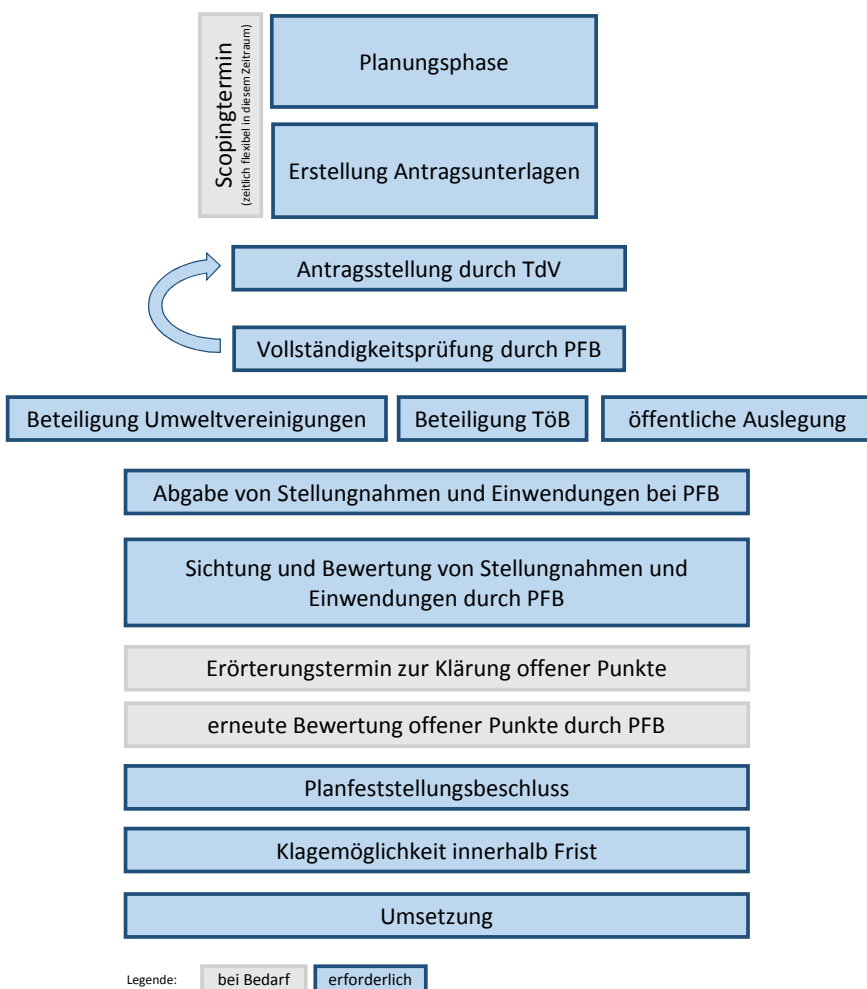 Scopingtermin
(zeitlich flexibel in diesem Zeitraum)
Planungsphase
Erstellung Antragsunterlagen
Antragsstellung durch TdV
Vollständigkeitsprüfung durch PFB
Beteiligung Umweltvereinigungen
Beteiligung TöB
öffentliche Auslegung
Abgabe von Stellungnahmen und Einwendungen bei PFB
Sichtung und Bewertung von Stellungnahmen und
Einwendungen durch PFB
Erörterungstermin zur Klärung offener Punkte
erneute Bewertung offener Punkte durch PFB
Planfeststellungsbeschluss
Klagemöglichkeit innerhalb Frist
Umsetzung
Legende:
bei Bedarf
erforderlich